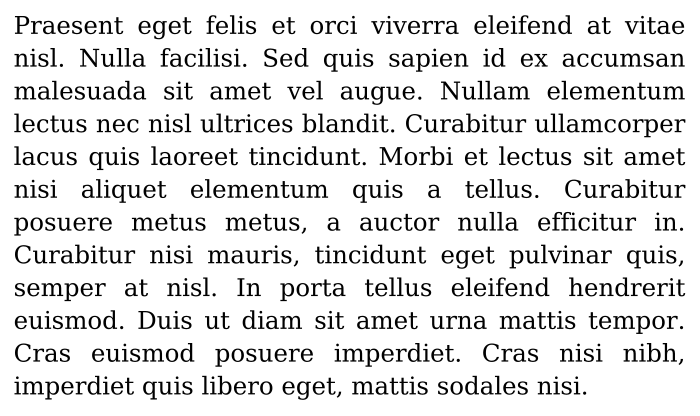 Praesent eget felis et orci viverra eleifend at vitae
nisl. Nulla facilisi. Sed quis sapien id ex accumsan
malesuada sit amet vel augue. Nullam elementum
lectus nec nisl ultrices blandit. Curabitur ullamcorper
lacus quis laoreet tincidunt. Morbi et lectus sit amet
nisi aliquet elementum quis a tellus. Curabitur
posuere metus metus, a auctor nulla efficitur in.
Curabitur nisi mauris, tincidunt eget pulvinar quis,
semper at nisl. In porta tellus eleifend hendrerit
euismod. Duis ut diam sit amet urna mattis tempor.
Cras euismod posuere imperdiet. Cras nisi nibh,
imperdiet quis libero eget, mattis sodales nisi.